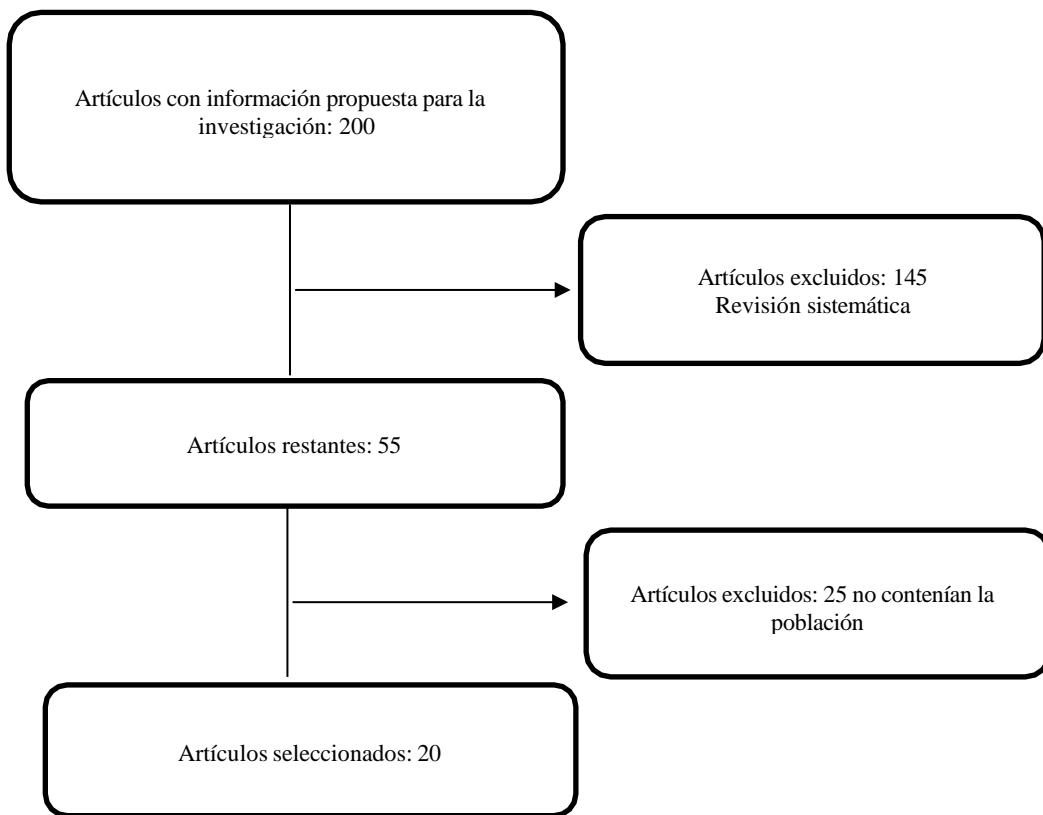 Artículos con información propuesta para la
investigación: 200
Artículos excluidos: 145
Revisión sistemática
Artículos restantes: 55
Artículos excluidos: 25 no contenían la
población
Artículos seleccionados: 20